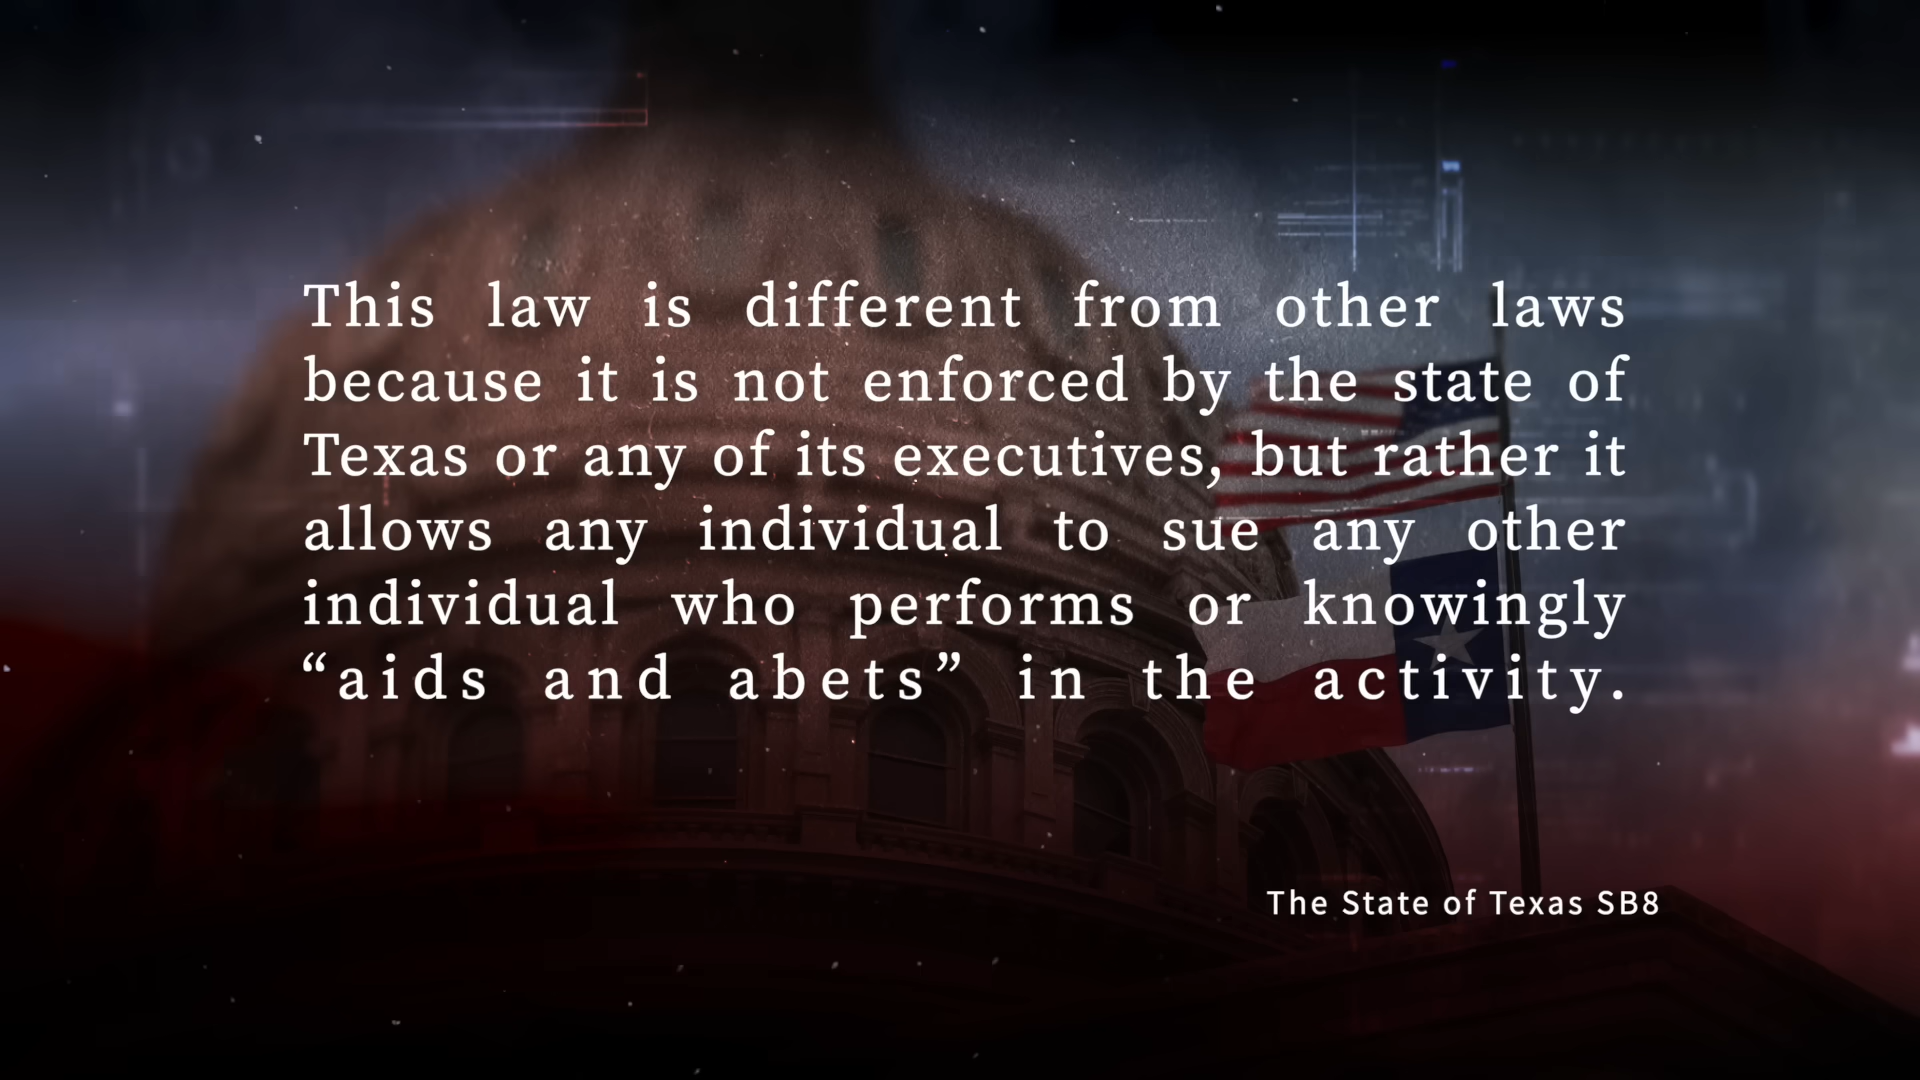 This law is different from other laws
because it is not enforced by the state of
Texas or any of its executives, but rather it
allows any individual to sue any other
individual who performs or knowingly
“aids and abets” in the activity.
The State of Texas SB8